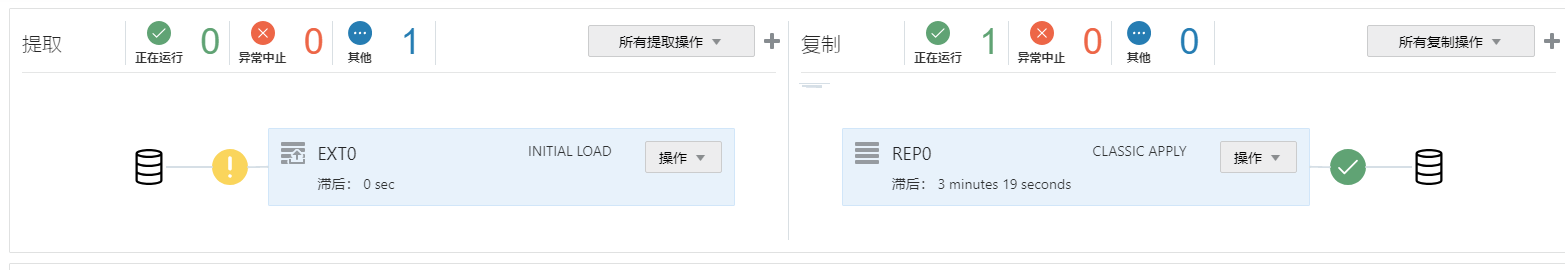 提取
0
正在运行
0
异常中止
1
其他
所有提取操作
复制
1
正在运行
0
异常中止
0
其他
所有复制操作
EXT0
INITIAL LOAD
操作
滞后： 0 sec
REP0
CLASSIC APPLY
操作
滞后： 3 minutes 19 seconds